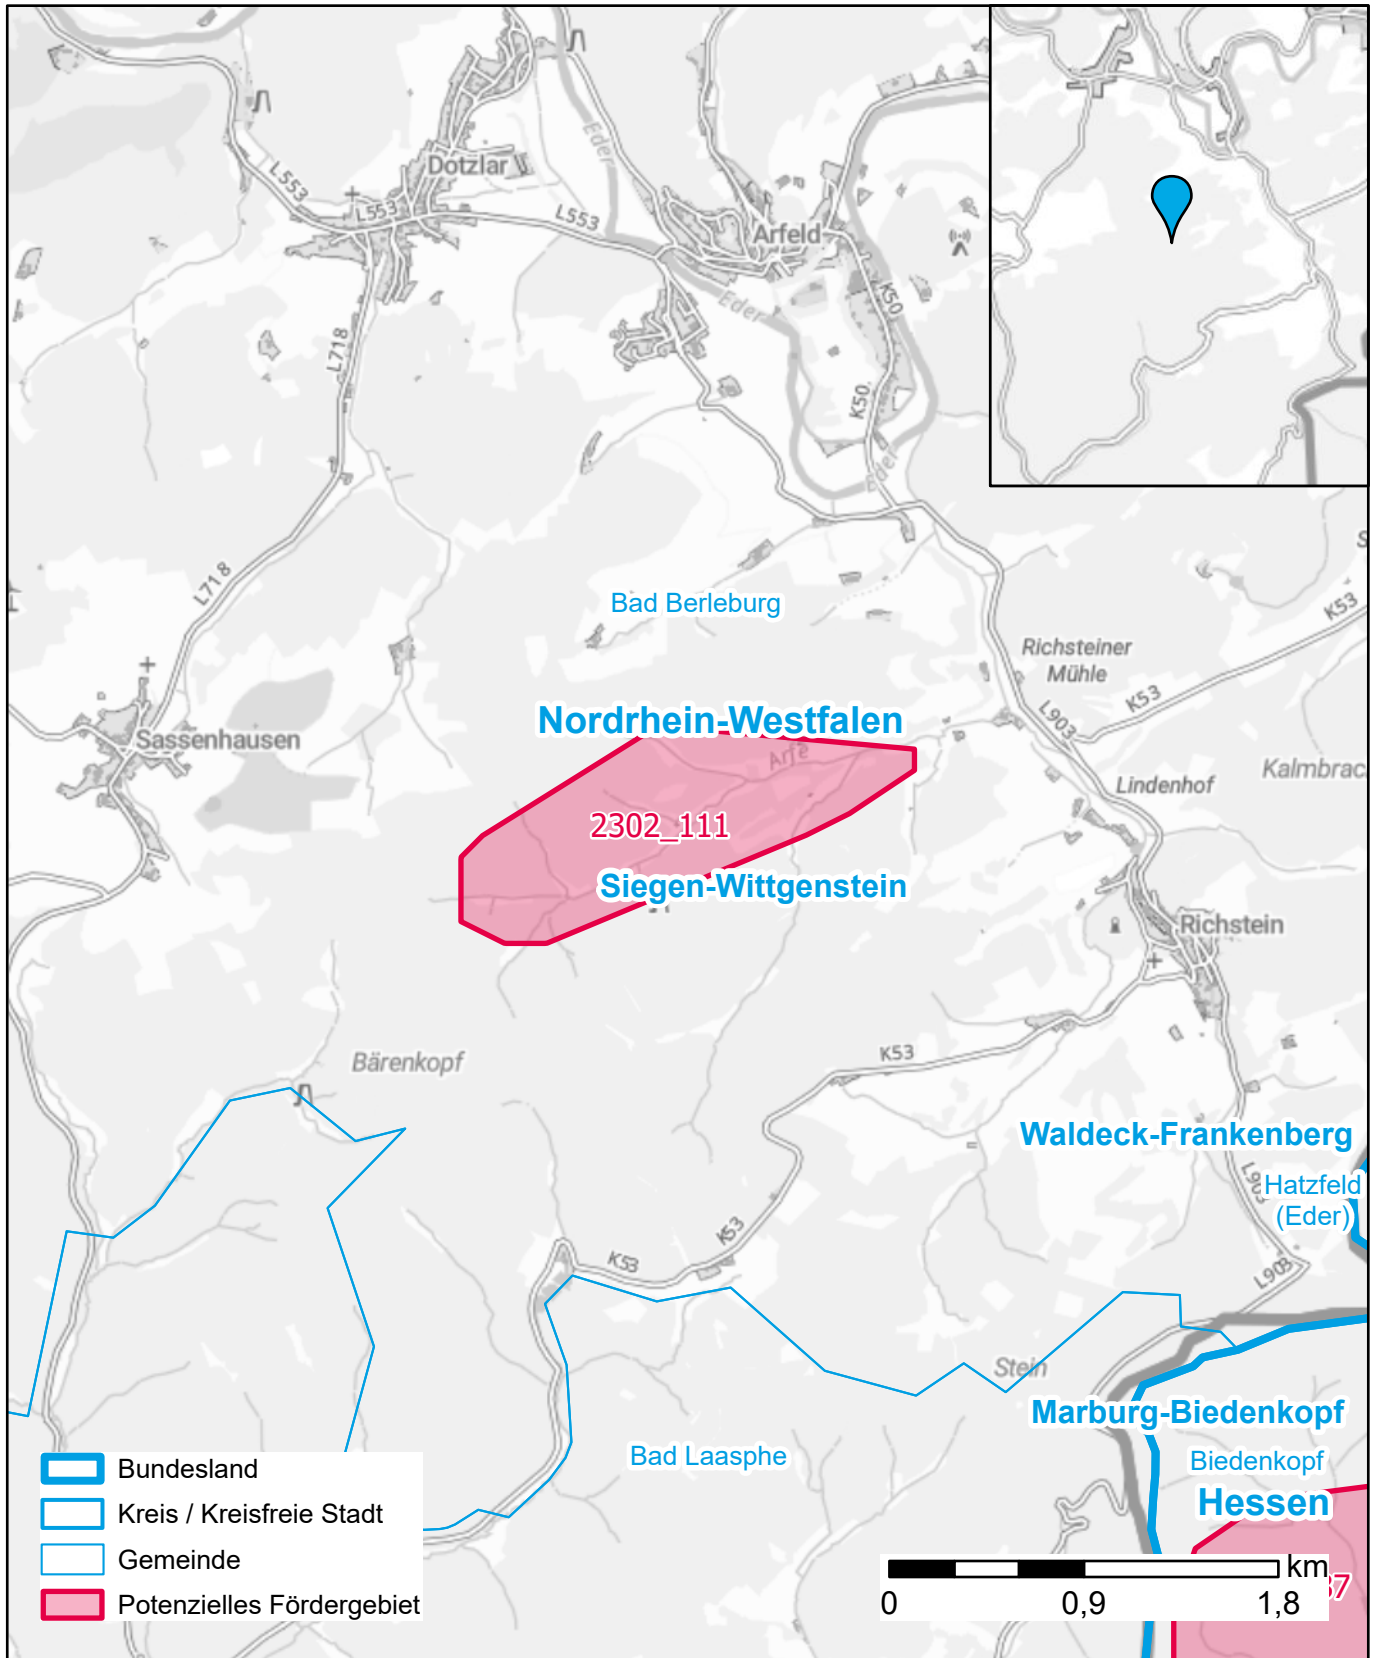 Eder
Dotzlar
L553
L553
L553
Arfeld
Eder
K50
L718
K50
Eder
L718
Bad Berleburg
K53
Richsteiner
Mühle
K53
L903
Nordrhein-Westfalen
Sassenhausen
Arfe
Kalmbrac
Lindenhof
2302_111
Siegen-Wittgenstein
Richstein
K53
Bärenkopf
Waldeck-Frankenberg
L903
Hatzfeld
(Eder)
K53
K53
L903
Stein
Marburg-Biedenkopf
Bad Laasphe
Biedenkopf
Hessen
Bundesland
Kreis / Kreisfreie Stadt
Gemeinde
Potenzielles Fördergebiet
km
0 0,9 1,8
37